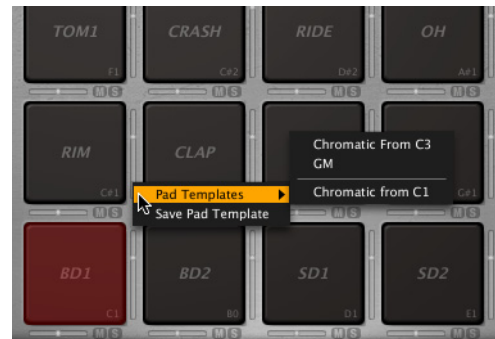 TOM1 CRASH RIDE OH
F1 C#2 D#2 A#1
M S M S M S M S
RIM CLAP
Chromatic From C3
GM
Chromatic from C1
C#1 G#1
Pad Templates
Save Pad Template
M S M S
BD1 BD2 SD1 SD2
C1 B0 D1 E1
M S M S M S M S